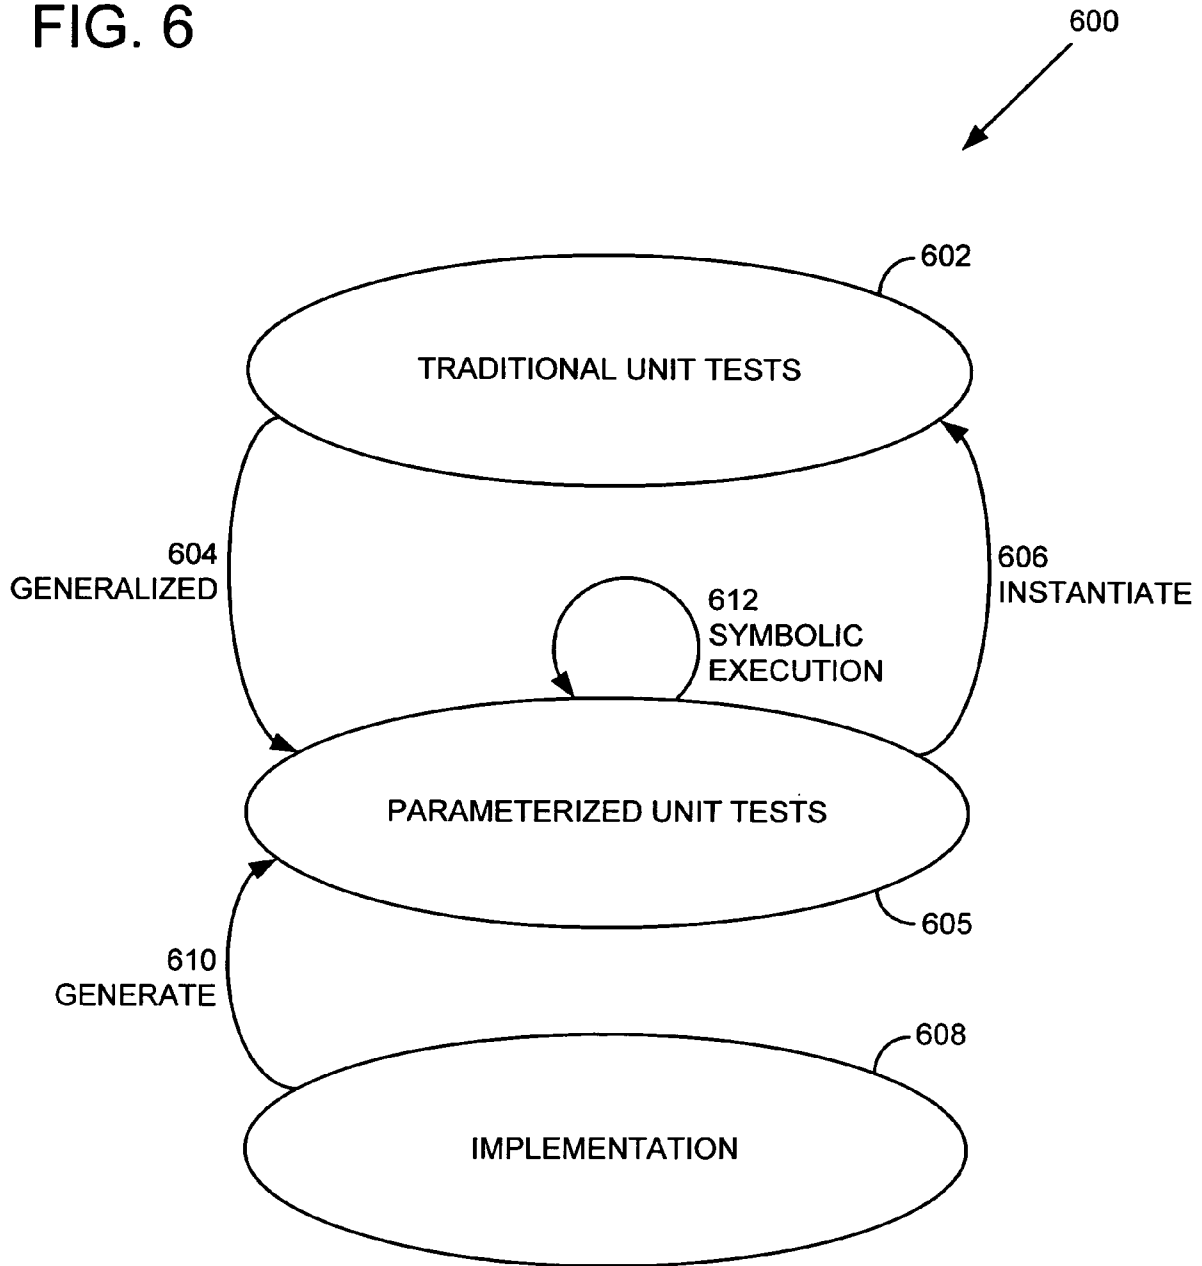 FIG. 6
600
602
TRADITIONAL UNIT TESTS
604
GENERALIZED
606
INSTANTIATE
612
SYMBOLIC
EXECUTION
PARAMETERIZED UNIT TESTS
605
610
GENERATE
608
IMPLEMENTATION